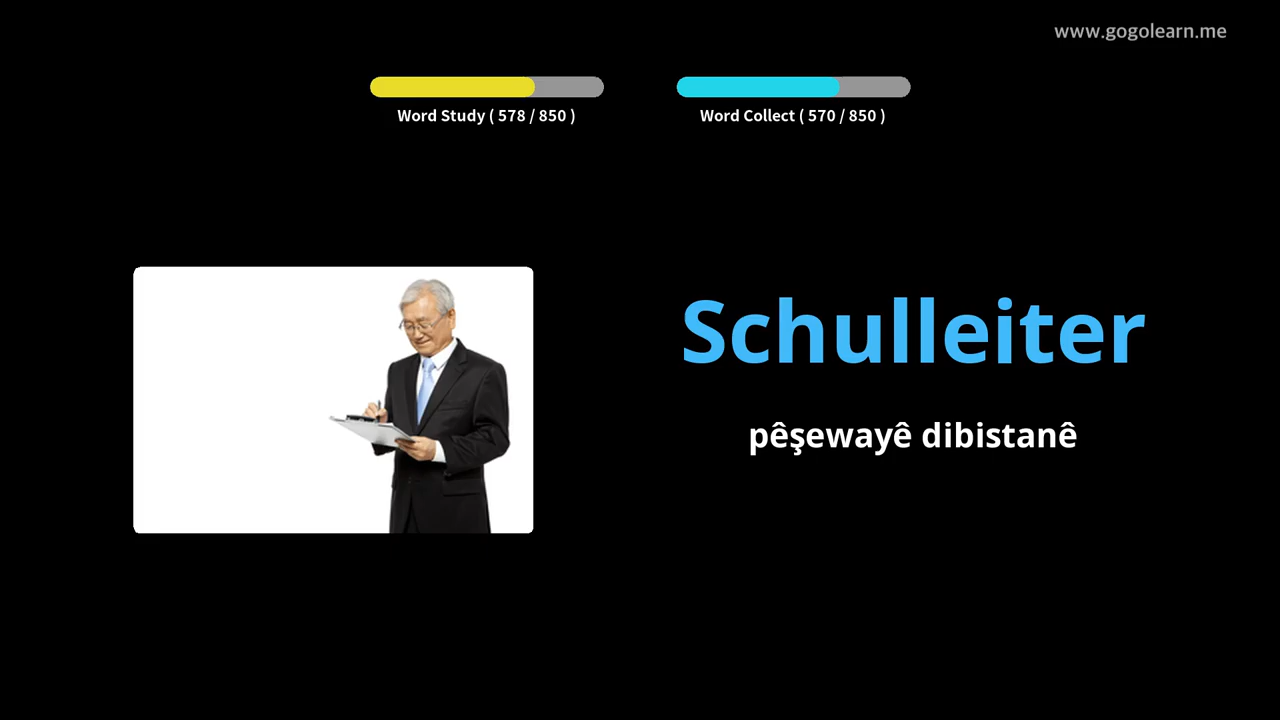 www.gogolearn.me
Word Study ( 578 / 850 )
Word Collect ( 570 / 850 )
Schulleiter
pêşewayê dibistanê